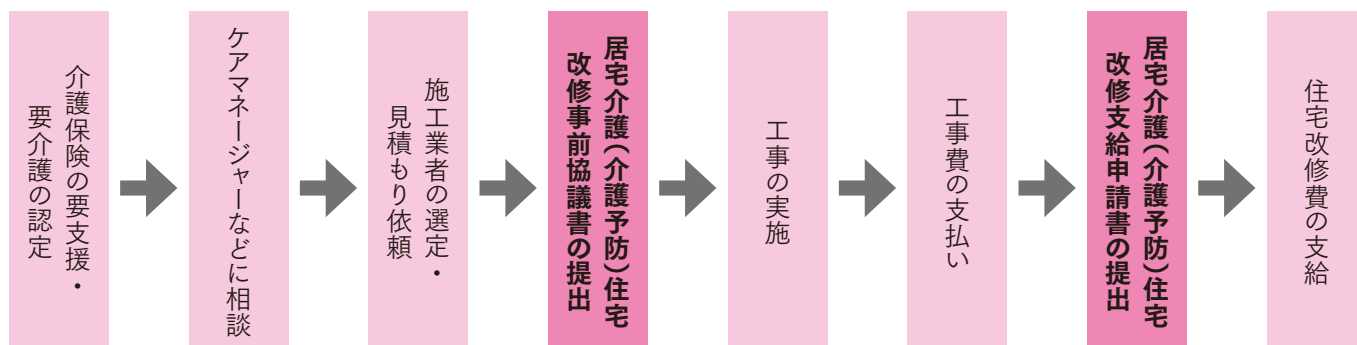 介護保険の要支援・
要介護の認定
ケアマネージャーなどに相談
施工業者の選定・
見積もり依頼
居宅介護（介護予防）住宅
改修事前協議書の提出
工事の実施
工事費の支払い
居宅介護（介護予防）住宅
改修支給申請書の提出
住宅改修費の支給